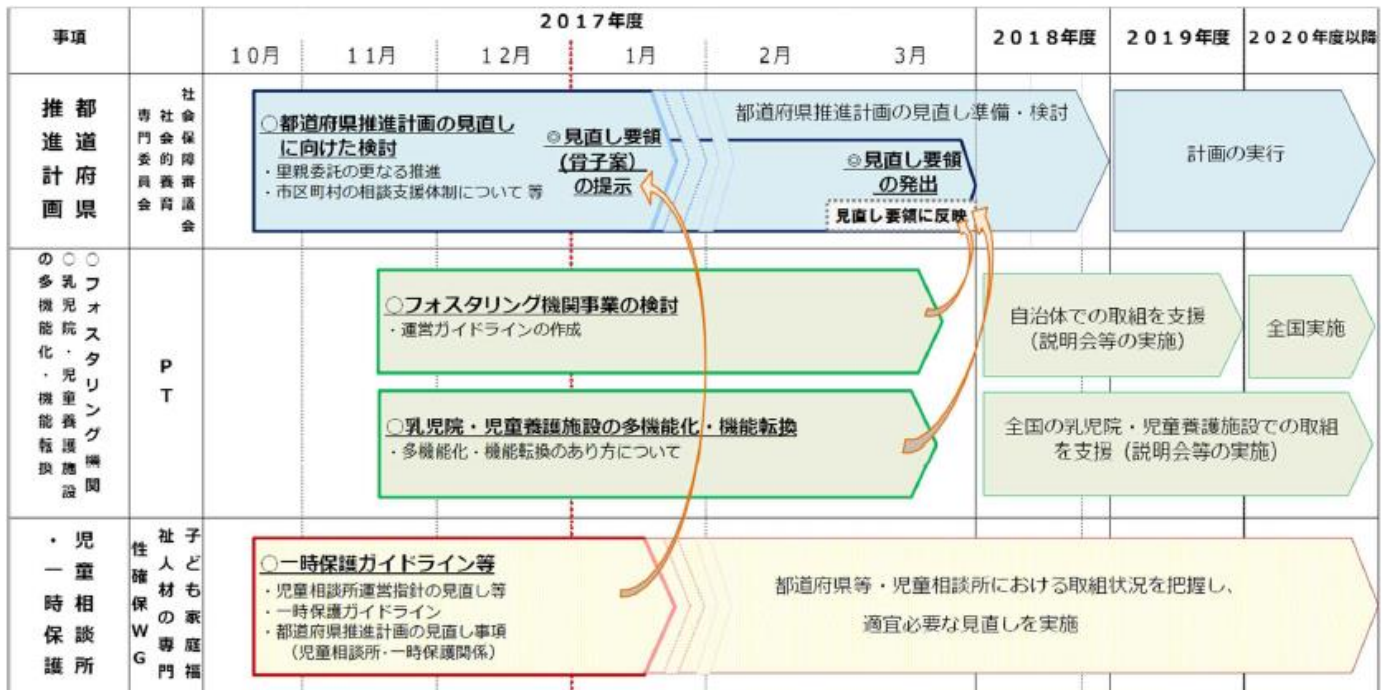 事項
2017年度
10月
11月
12月
1月
2月
3月
2018年度
2019年度
2020年度以降
都道府県
推進計画
社会保障審議会
社会的養育
専門委員会
○都道府県推進計画の見直し
に向けた検討
・里親委託の更なる推進
・市区町村の相談支援体制について 等
◎見直し要領
(骨子案)
の提示
都道府県推進計画の見直し準備・検討
◎見直し要領
の発出
見直し要領に反映
計画の実行
○フォスタリング機関
○乳児院・児童養護施設
の多機能化・機能転換
PT
○フォスタリング機関事業の検討
・運営ガイドラインの作成
自治体での取組を支援
(説明会等の実施)
全国実施
○乳児院・児童養護施設の多機能化・機能転換
・多機能化・機能転換のあり方について
全国の乳児院・児童養護施設での取組
を支援(説明会等の実施)
児童相談所
・一時保護
子ども家庭福
祉人材の専門
性確保WG
○一時保護ガイドライン等
・児童相談所運営指針の見直し等
・一時保護ガイドライン
・都道府県推進計画の見直し事項
(児童相談所・一時保護関係)
都道府県等・児童相談所における取組状況を把握し、
適宜必要な見直しを実施